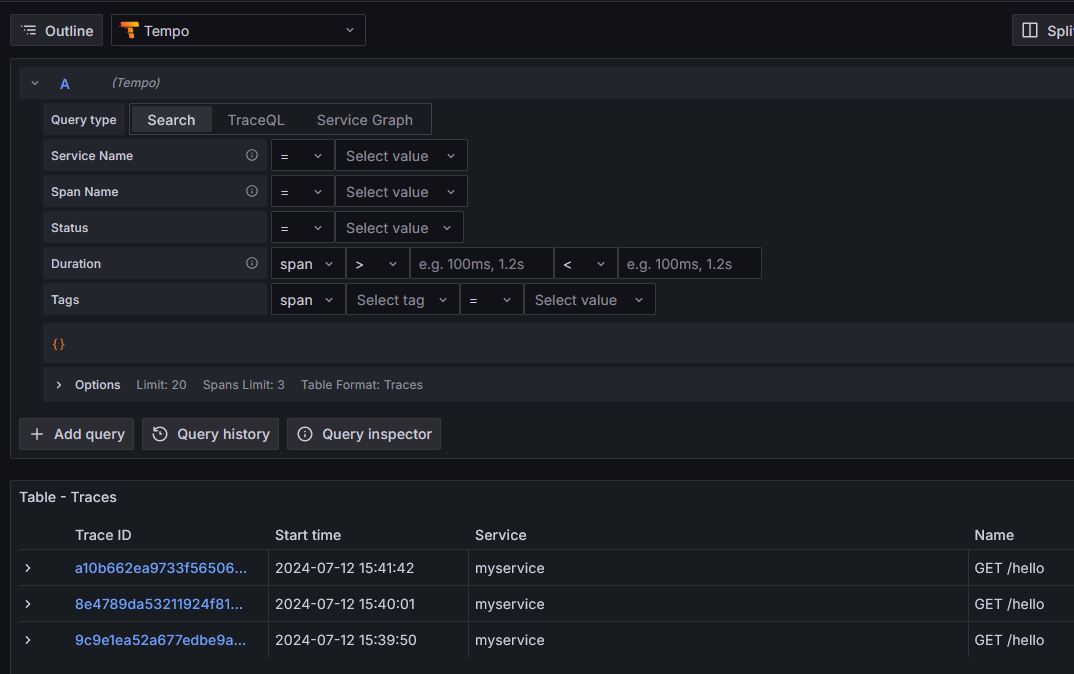 Outline Tempo Spli
A (Tempo)
Query type Search TraceQL Service Graph
Service Name = Select value
Span Name = Select value
Status = Select value
Duration span > e.g. 100ms, 1.2s < e.g. 100ms, 1.2s
Tags span Select tag = Select value
{}
Options Limit: 20 Spans Limit: 3 Table Format: Traces
+ Add query Query history Query inspector
Table - Traces
Trace ID Start time Service Name
a10b662ea9733f56506... 2024-07-12 15:41:42 myservice GET /hello
8e4789da53211924f81... 2024-07-12 15:40:01 myservice GET /hello
9c9e1ea52a677edbe9a... 2024-07-12 15:39:50 myservice GET /hello